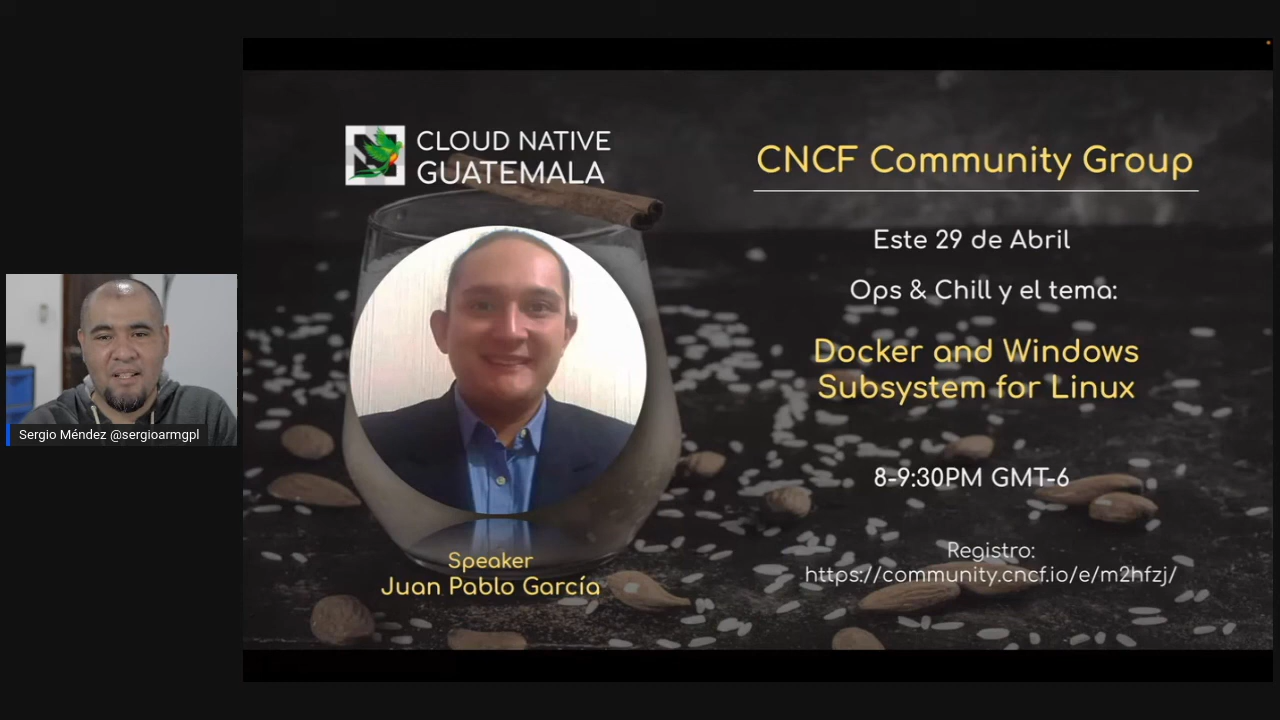 CLOUD NATIVE
GUATEMALA
CNCF Community Group
Este 29 de Abril
Ops & Chill y el tema:
Docker and Windows
Subsystem for Linux
8-9:30PM GMT-6
Registro:
https://community.cncf.io/e/m2hfzj/
Speaker
Juan Pablo García
Sergio Méndez @sergioarmgpl